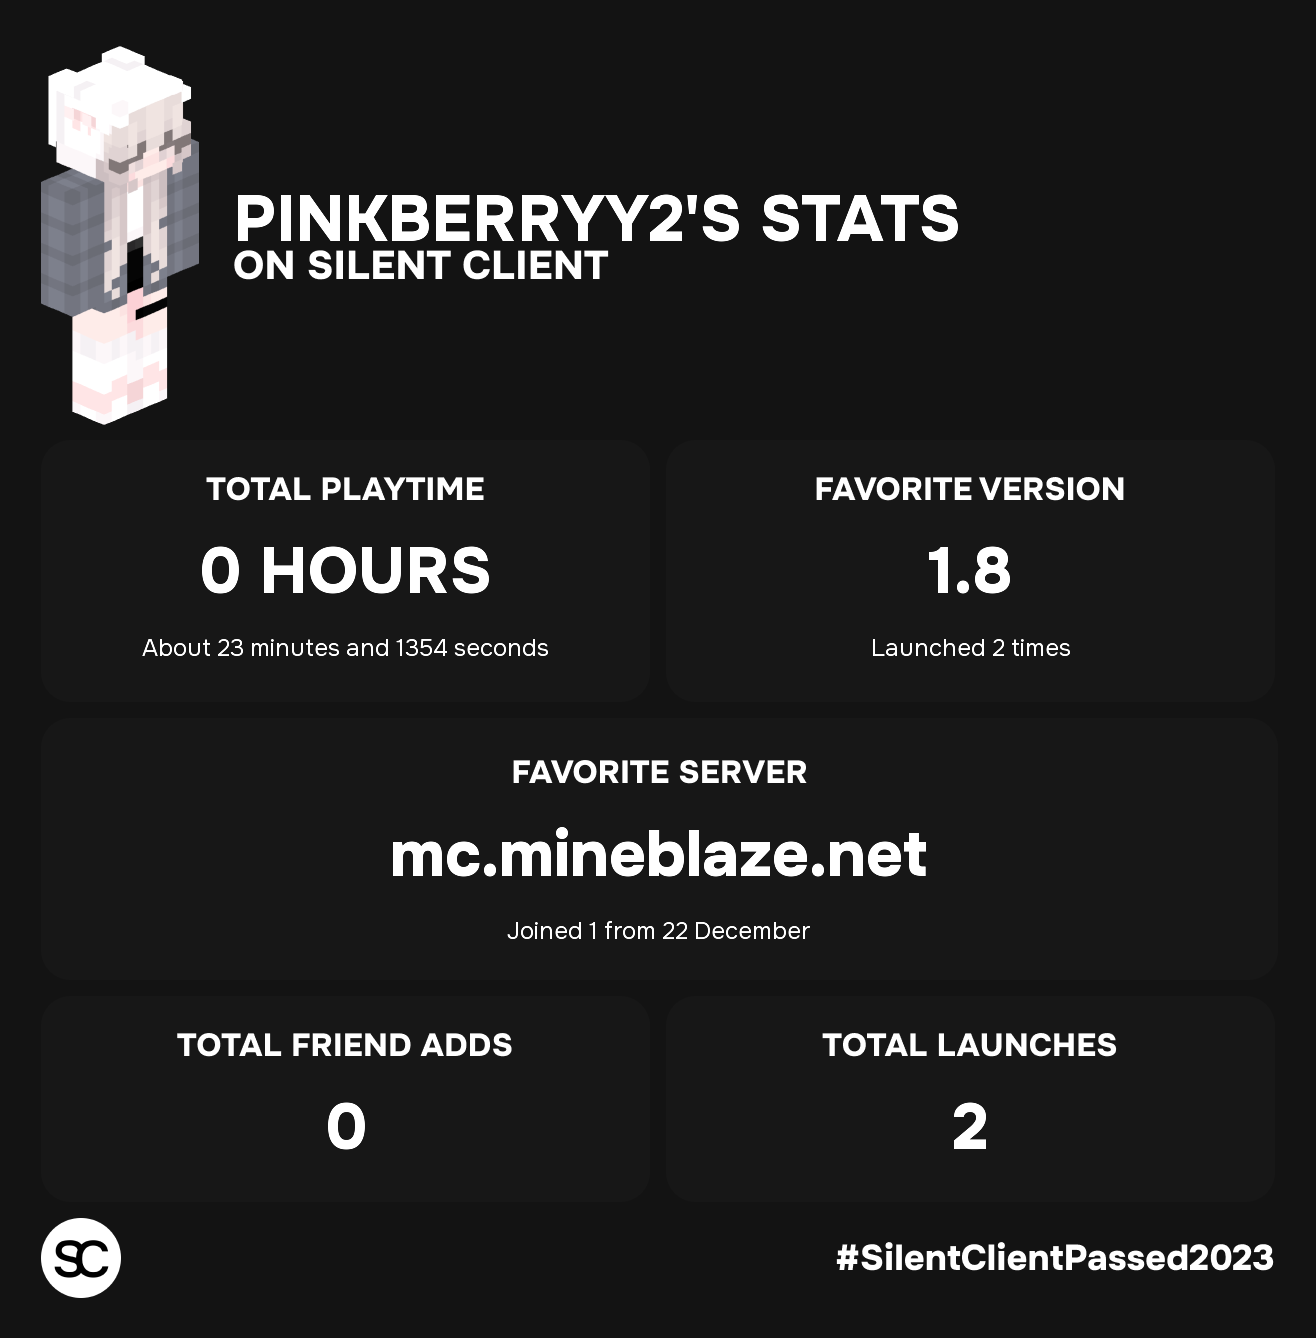 PINKBERRYY2'S STATS
ON SILENT CLIENT
TOTAL PLAYTIME
0 HOURS
About 23 minutes and 1354 seconds
FAVORITE VERSION
1.8
Launched 2 times
FAVORITE SERVER
mc.mineblaze.net
Joined 1 from 22 December
TOTAL FRIEND ADDS
0
TOTAL LAUNCHES
2
SC
#SilentClientPassed2023